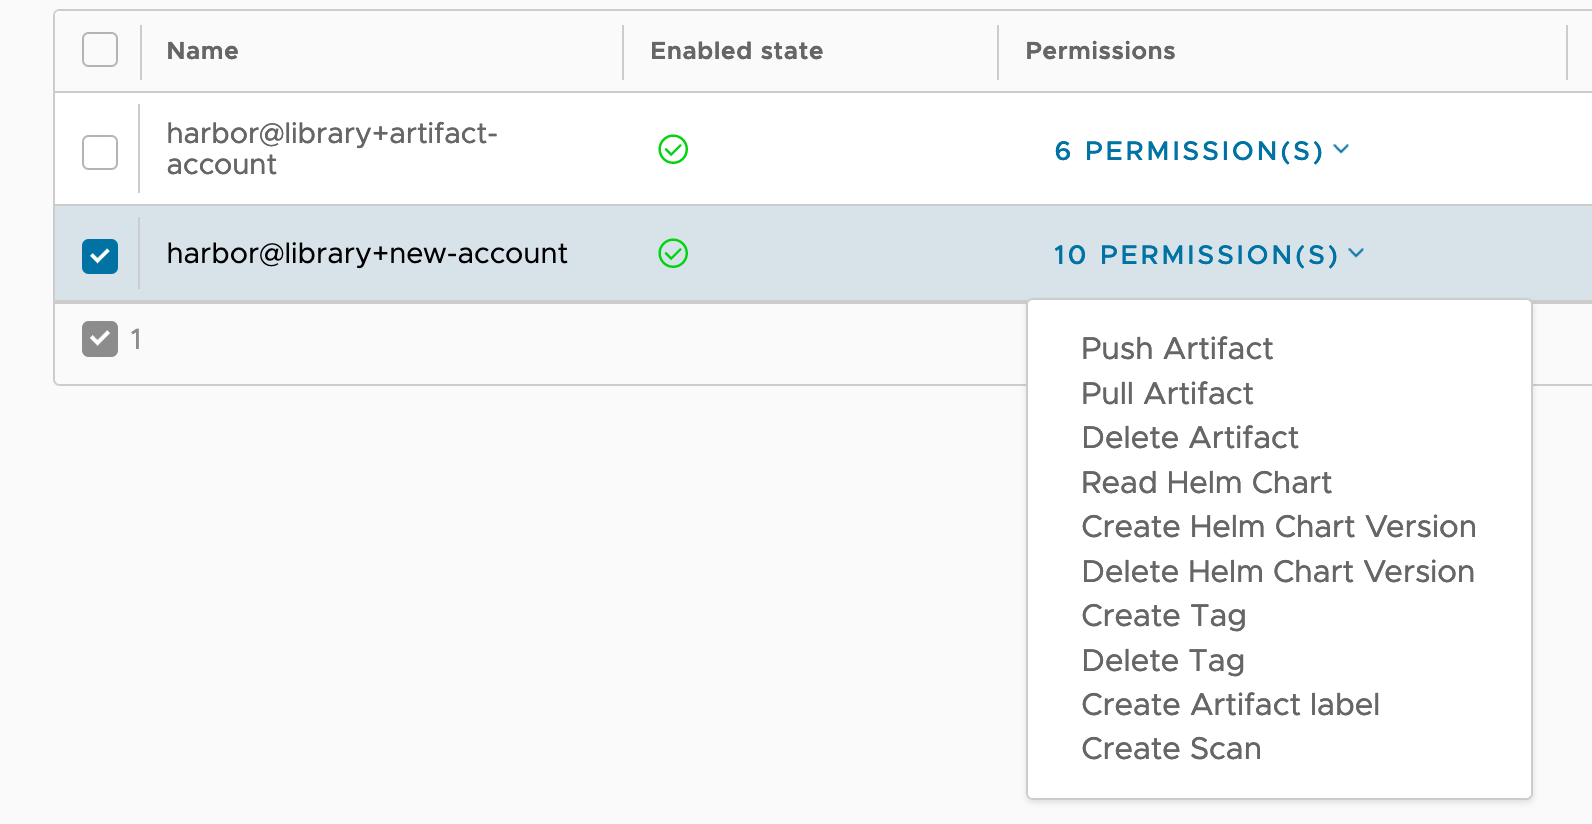 Name Enabled state Permissions
harbor@library+artifact-
account
6 PERMISSION(S)
harbor@library+new-account
10 PERMISSION(S)
1
Push Artifact
Pull Artifact
Delete Artifact
Read Helm Chart
Create Helm Chart Version
Delete Helm Chart Version
Create Tag
Delete Tag
Create Artifact label
Create Scan